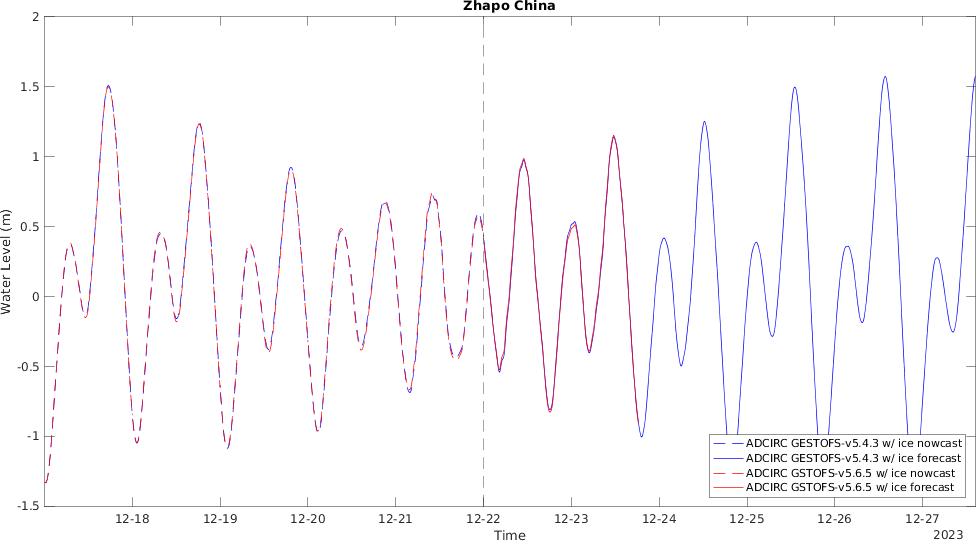 Zhapo China
2
1.5
1
0.5
0
-0.5
-1
-1.5
Water Level (m)
12-18 12-19 12-20 12-21 12-22 12-23 12-24 12-25 12-26 12-27
Time
2023
ADCIRC GESTOFS-v5.4.3 w/ ice nowcast
ADCIRC GESTOFS-v5.4.3 w/ ice forecast
ADCIRC GSTOFS-v5.6.5 w/ ice nowcast
ADCIRC GSTOFS-v5.6.5 w/ ice forecast